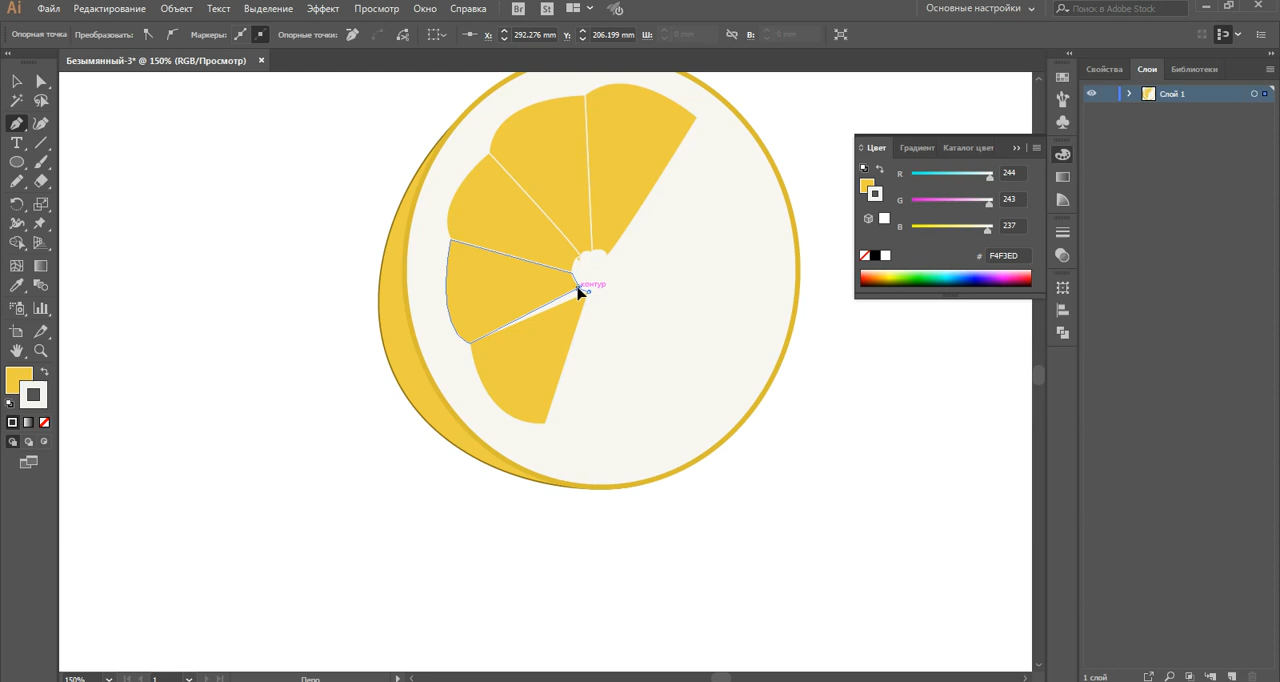 Ai Файл Редактирование Объект Текст Выделение Эффект Просмотр Окно Справка Br St Основные настройки Поиск в Adobe Stock
Опорная точка Преобразовать: Маркеры: Опорные точки: X: 292.276 mm Y: 206.199 mm Ш: 0 mm В: 0 mm
Безымянный-3* @ 150% (RGB/Просмотр) ×
Свойства Слои Библиотеки
Слой 1
Цвет Градиент Каталог цвет
R 244
G 243
B 237
# F4F3ED
контур
150% 1 Перо
1 слой